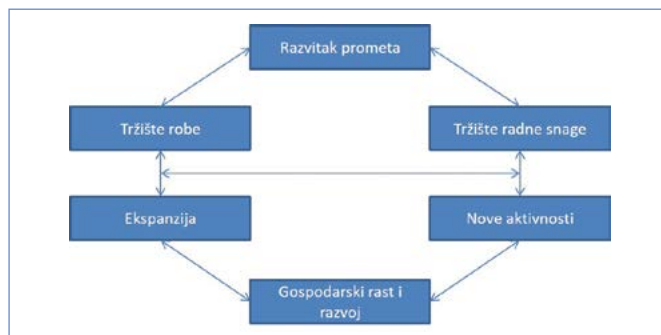 Razvitak prometa
Tržište robe
Tržište radne snage
Ekspanzija
Nove aktivnosti
Gospodarski rast i
razvoj